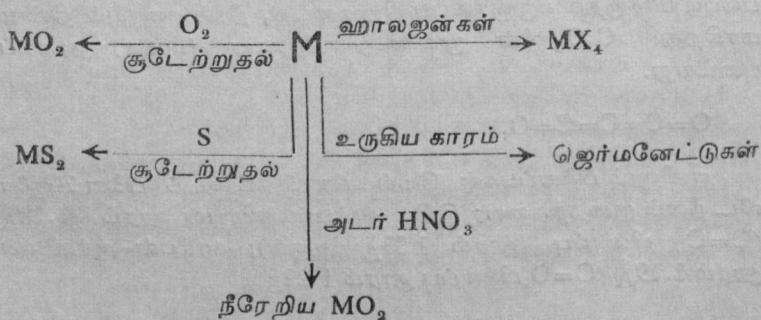 MO₂ ← O₂ M ஹாலஜன்கள் → MX₄
சூடேற்றுதல்
MS₂ ← S உருகிய காரம் → ஜெர்மனேட்டுகள்
சூடேற்றுதல்
அடர் HNO₃
நீரேறிய MO₂